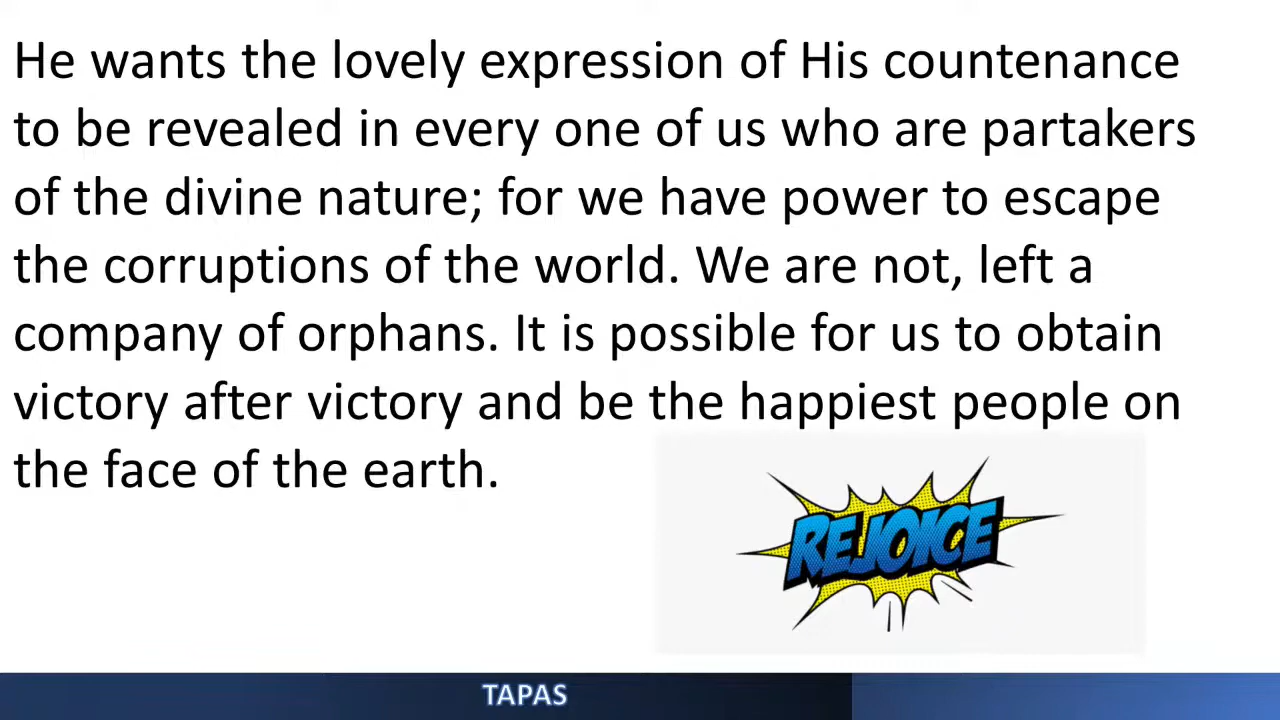 He wants the lovely expression of His countenance
to be revealed in every one of us who are partakers
of the divine nature; for we have power to escape
the corruptions of the world. We are not, left a
company of orphans. It is possible for us to obtain
victory after victory and be the happiest people on
the face of the earth.
REJOICE
TAPAS